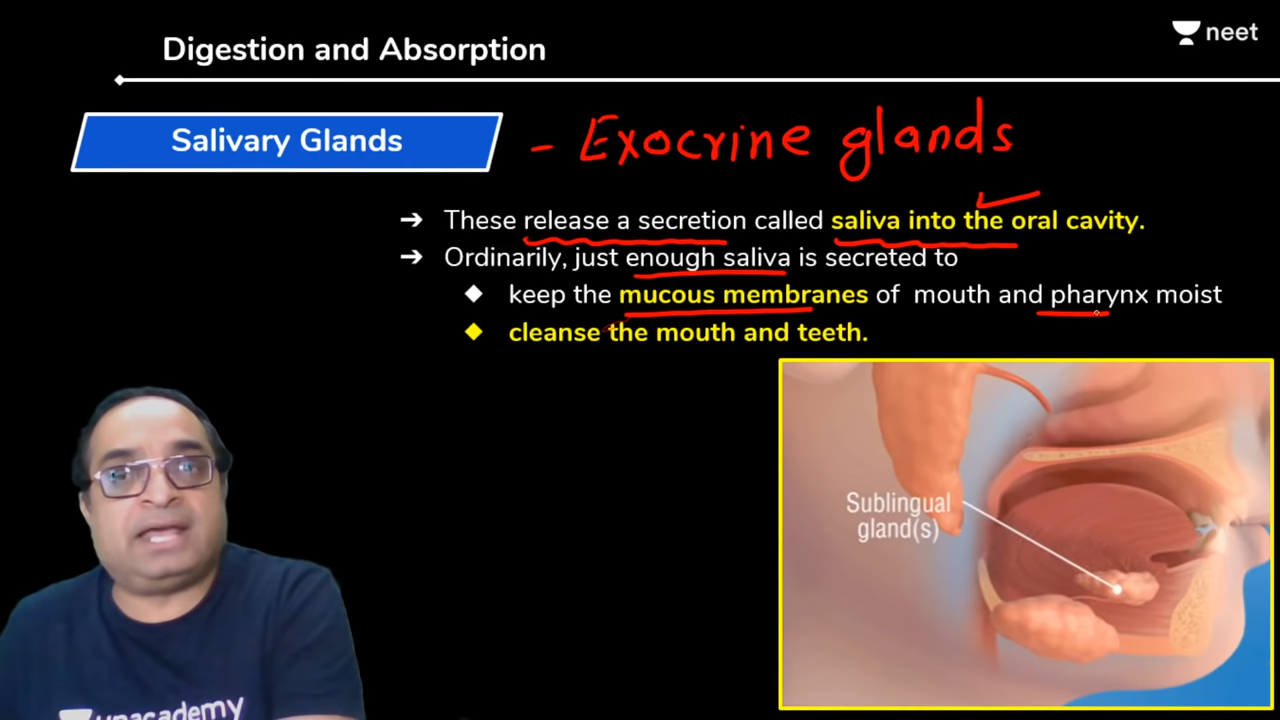 Digestion and Absorption
neet
Salivary Glands
- Exocrine glands
➔ These release a secretion called saliva into the oral cavity.
➔ Ordinarily, just enough saliva is secreted to
◆ keep the mucous membranes of mouth and pharynx moist
◆ cleanse the mouth and teeth.
Sublingual
gland(s)
unacademy